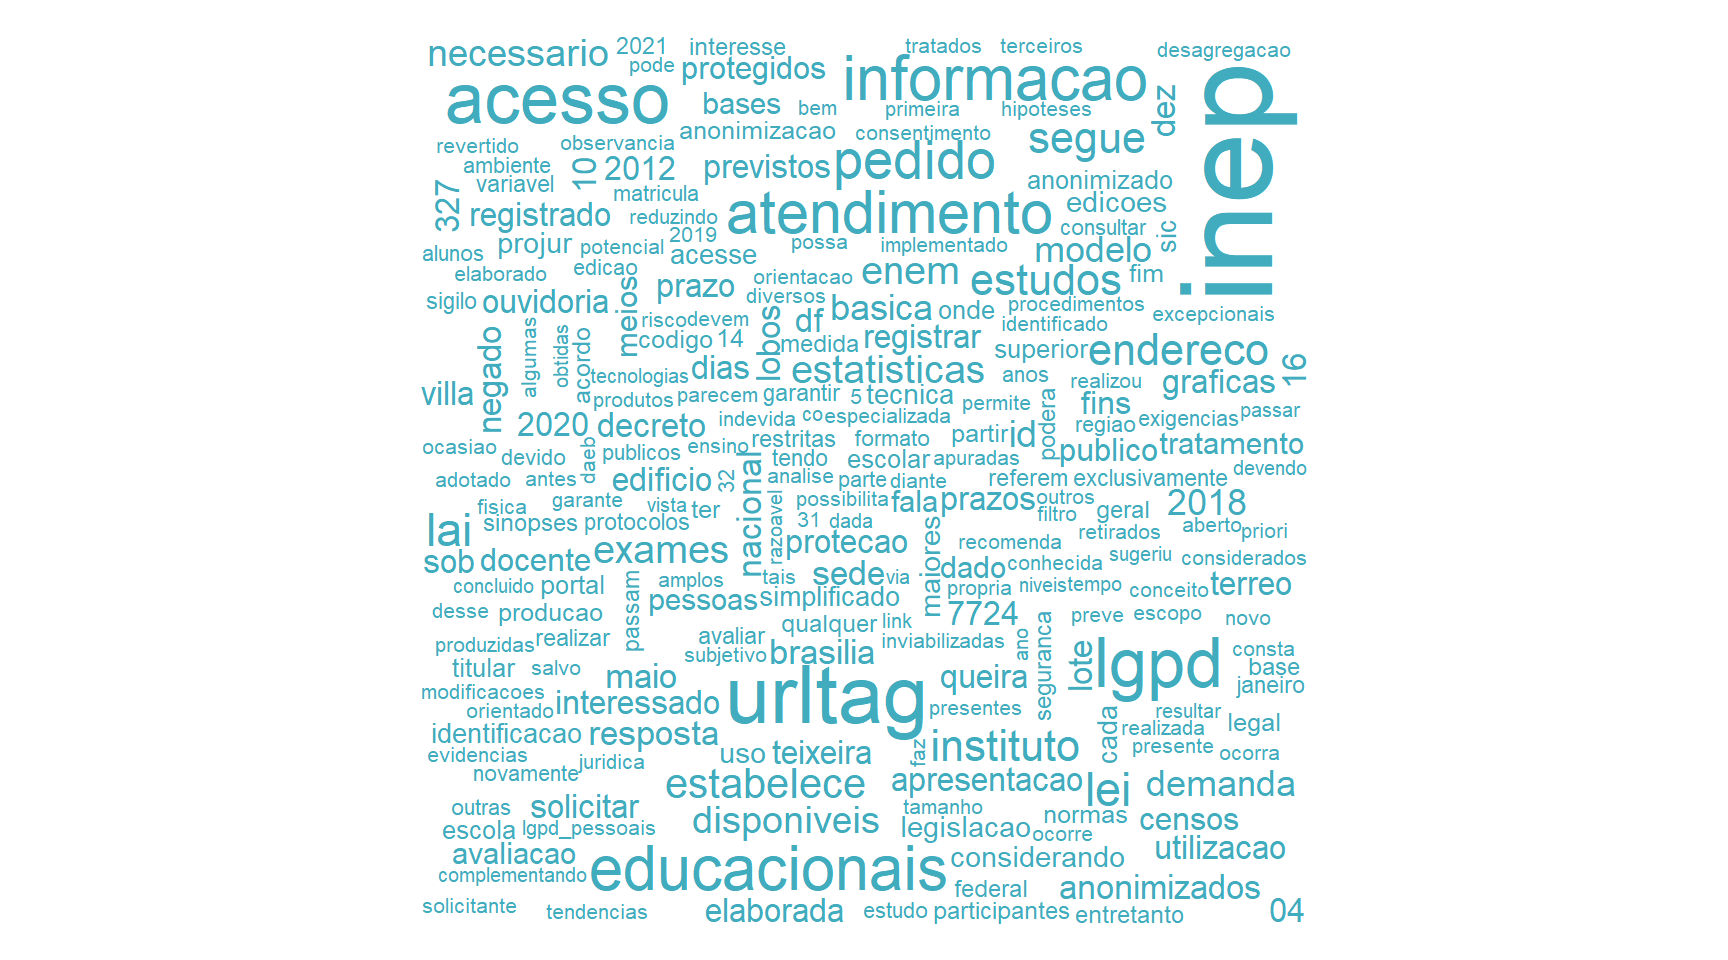 necessario 2021 interesse tratados terceiros desagregacao
pode protegidos informacao inep
acesso bases bem primeira hipoteses dez
anonimizacao consentimento segue
revertido observancia pedido
ambiente 10 2012 previstos
variavel matricula anonimizado
327 registrado reduzindo atendimento edicoes
projur potencial 2019 possa implementado consultar sic
alunos acesse modelo
elaborado edicao orientacao enem estudos fim
sigilo ouvidoria meios prazo diversos basica onde procedimentos excepcionais
risco devem lobos df registrar identificado
negado algumas obtidas acordo codigo 14 medida superior endereco 16
tecnologias dias estatisticas anos realizou graficas
villa produtos parecem garantir 5 tecnica permite podera fins exigencias passar
2020 decreto indevida co especializada regiao
ocasiao daeb publicos ensino restritas formato partir id publico tratamento
devido nacional tendo escolar apuradas devendo
adotado antes edificio 32 analise parte diante referem exclusivamente
fisica garante vista ter razoavel possibilita fala prazos outros 2018
lai sinopses protocolos 31 dada maiores filtro geral retirados aberto priori
sob docente exames protecao recomenda sugeriu considerados
concluido portal passam amplos tais sede via dado conhecida
pessoas simplificado propria niveis tempo conceito terreo
desse producao 7724 seguranca preve escopo novo
produzidas realizar avaliar qualquer link inviabilizadas ano
subjetivo brasilia lote lgpd consta
titular salvo maio urltag queira base
modificacoes interessado presentes janeiro
orientado cada resultar
identificacao resposta realizada legal
evidencias juridica uso teixeira faz instituto presente ocorra
novamente estabelece apresentacao lei demanda
outras solicitar tamanho normas
escola lgpd_pessoais disponiveis legislacao ocorre censos
avaliacao considerando utilizacao
complementando educacionais federal anonimizados
solicitante tendencias elaborada estudo participantes entretanto 04